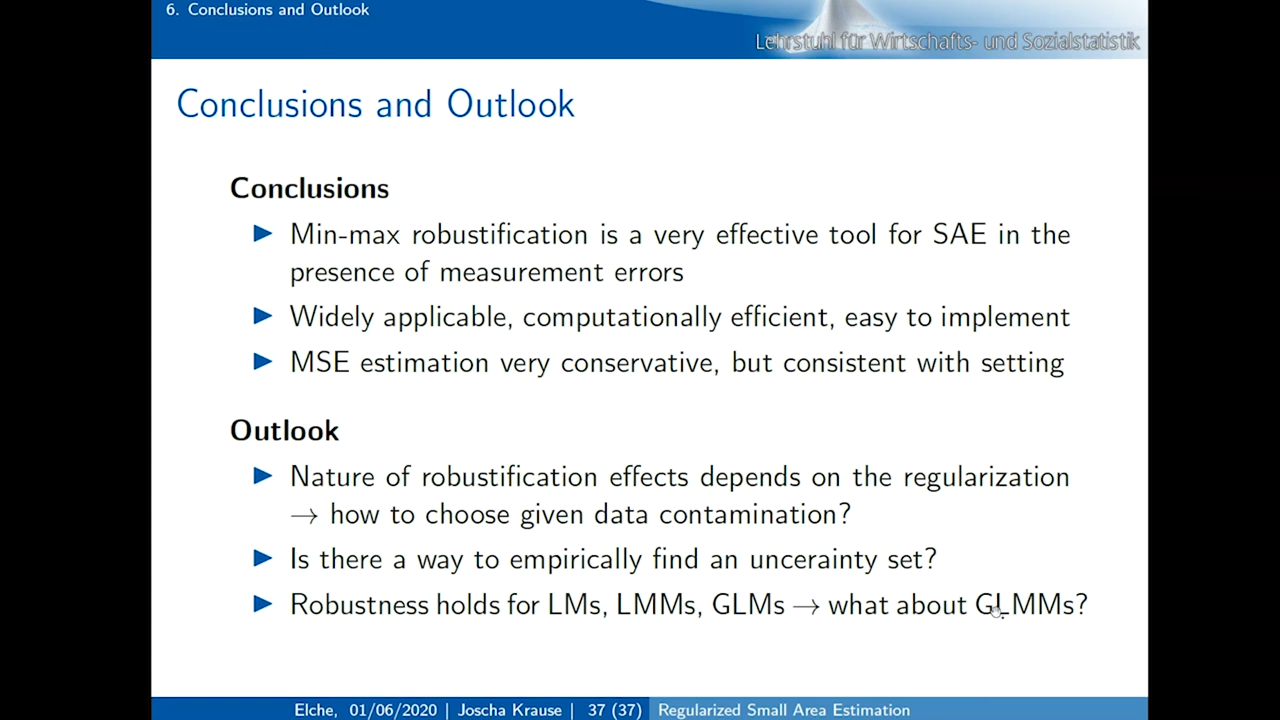 6. Conclusions and Outlook
Lehrstuhl für Wirtschafts- und Sozialstatistik
Conclusions and Outlook
Conclusions
▶ Min-max robustification is a very effective tool for SAE in the
presence of measurement errors
▶ Widely applicable, computationally efficient, easy to implement
▶ MSE estimation very conservative, but consistent with setting
Outlook
▶ Nature of robustification effects depends on the regularization
→ how to choose given data contamination?
▶ Is there a way to empirically find an uncerainty set?
▶ Robustness holds for LMs, LMMs, GLMs → what about GLMMs?
Elche, 01/06/2020 | Joscha Krause | 37 (37) Regularized Small Area Estimation